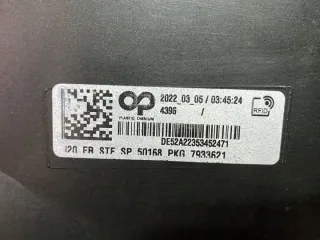 2022_03_05 / 03:45:24
4396 /
RFID
PLASTIC OMNIUM
DE52A22353452471
I20 FR STF SP 50168 PKG 7933621